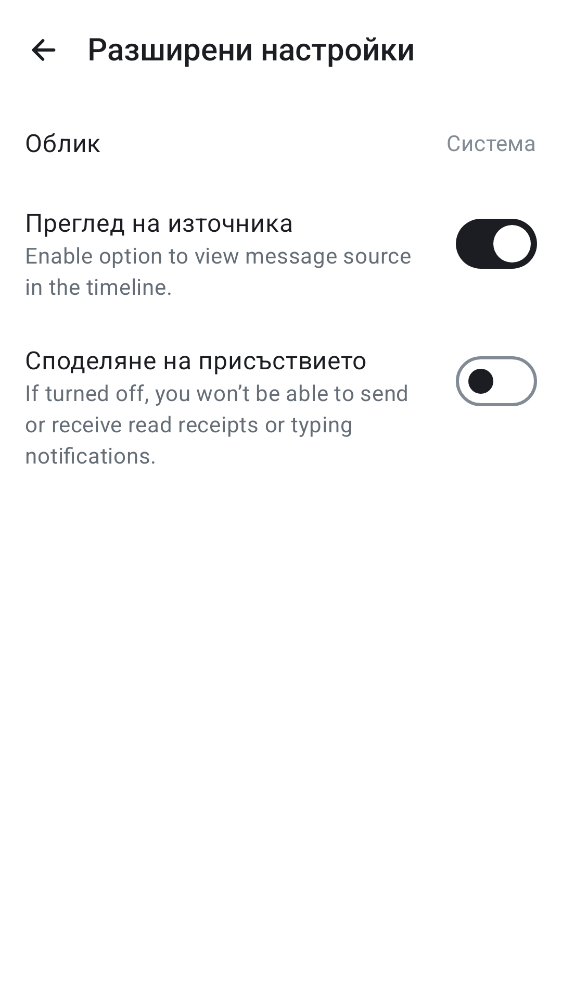 Разширени настройки
Облик
Система
Преглед на източника
Enable option to view message source
in the timeline.
Споделяне на присъствието
If turned off, you won’t be able to send
or receive read receipts or typing
notifications.